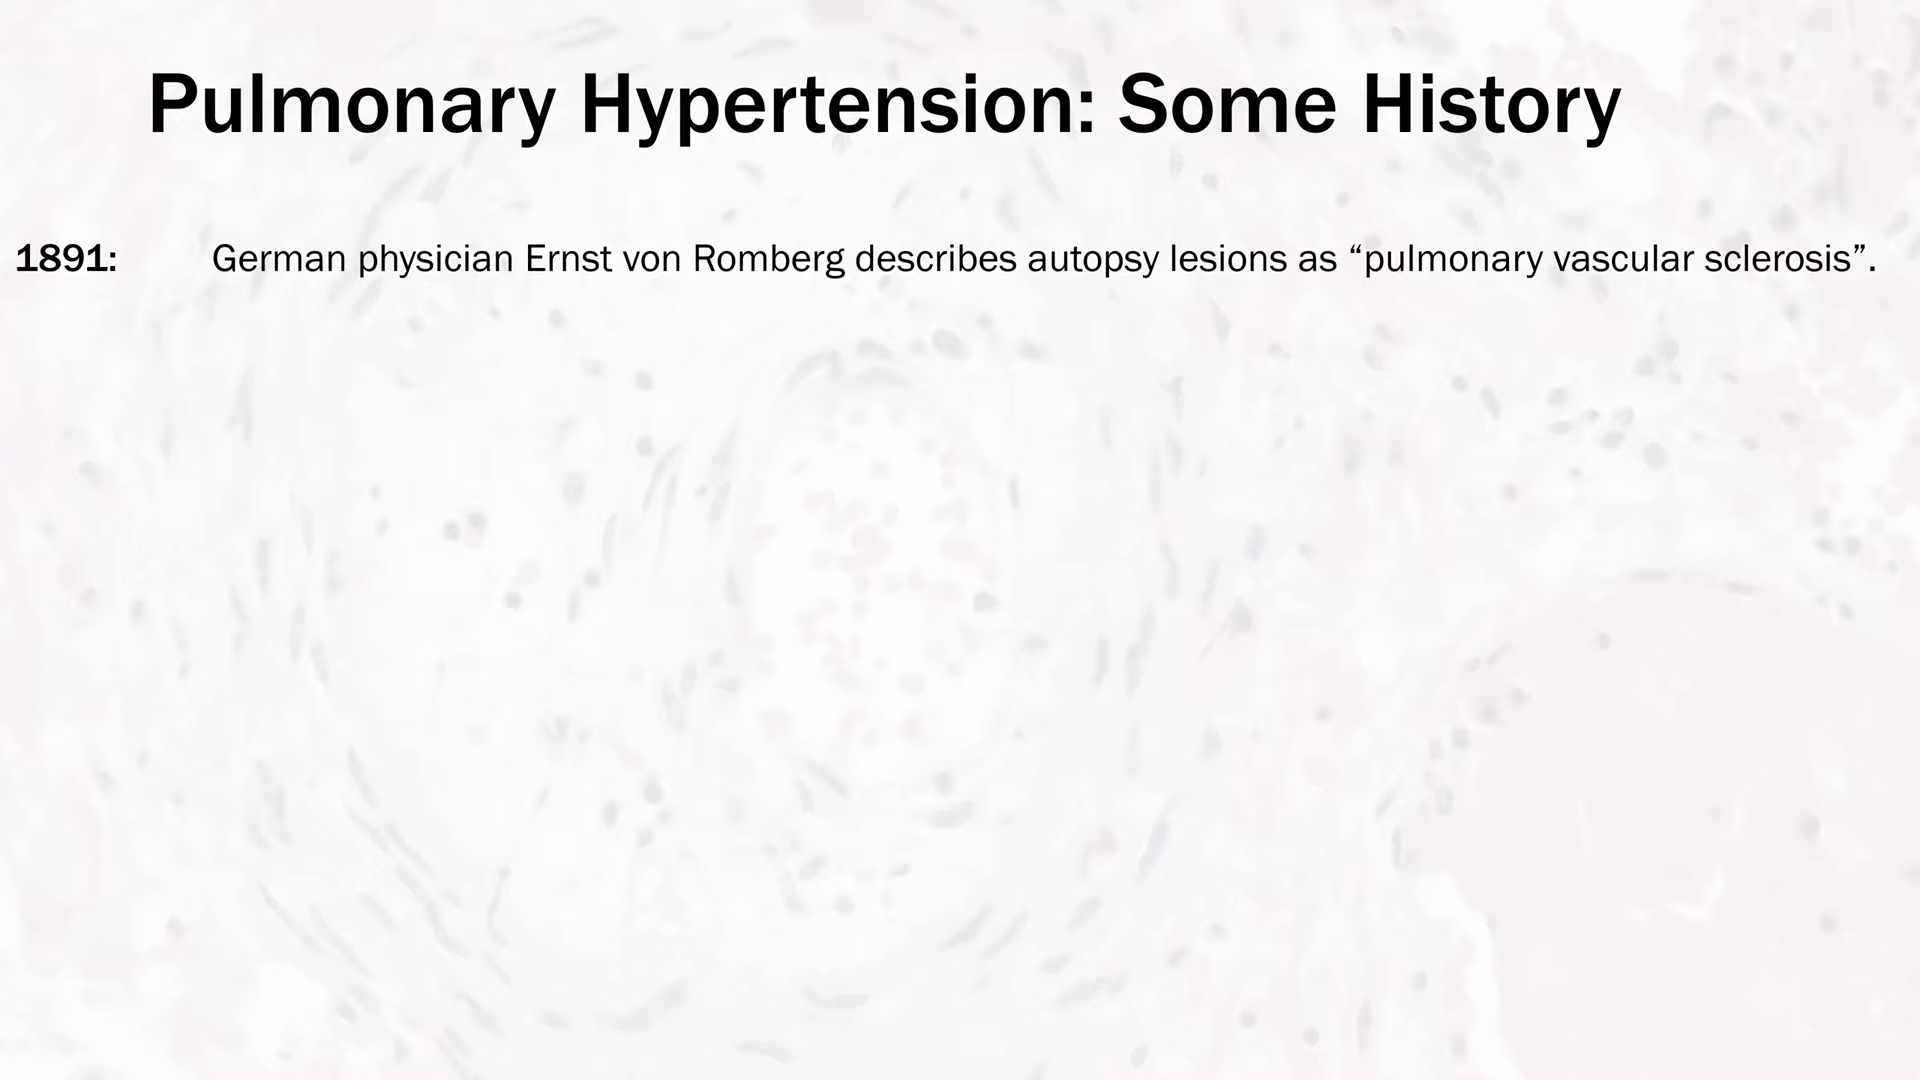 Pulmonary Hypertension: Some History
1891: German physician Ernst von Romberg describes autopsy lesions as “pulmonary vascular sclerosis”.